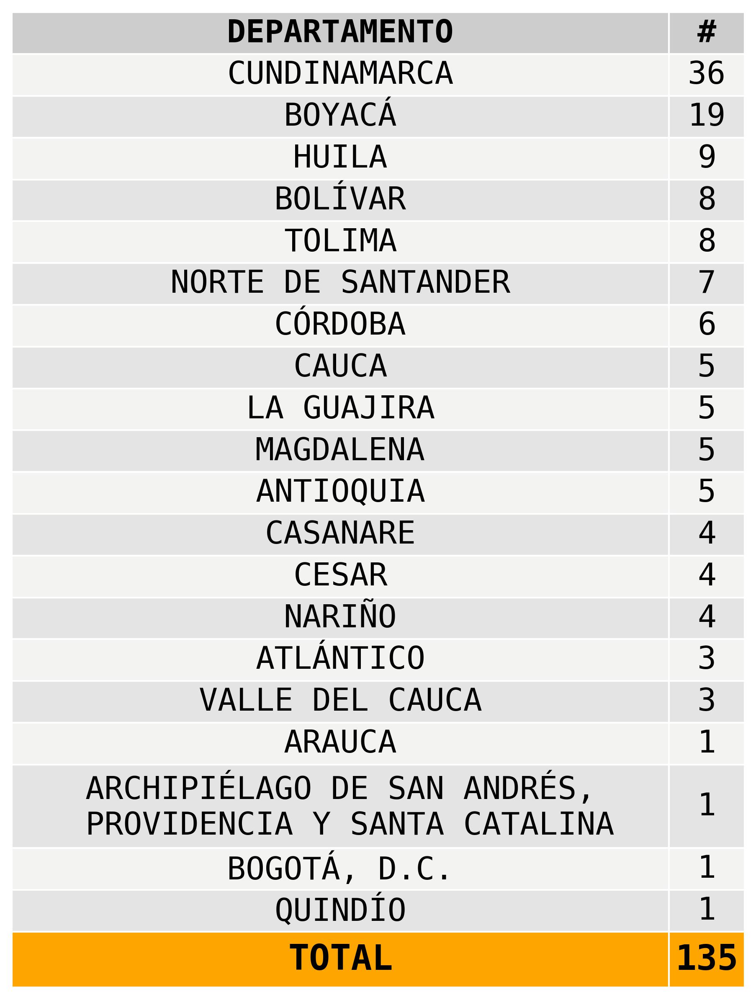 DEPARTAMENTO #
CUNDINAMARCA 36
BOYACÁ 19
HUILA 9
BOLÍVAR 8
TOLIMA 8
NORTE DE SANTANDER 7
CÓRDOBA 6
CAUCA 5
LA GUAJIRA 5
MAGDALENA 5
ANTIOQUIA 5
CASANARE 4
CESAR 4
NARIÑO 4
ATLÁNTICO 3
VALLE DEL CAUCA 3
ARAUCA 1
ARCHIPIÉLAGO DE SAN ANDRÉS,
PROVIDENCIA Y SANTA CATALINA 1
BOGOTÁ, D.C. 1
QUINDÍO 1
TOTAL 135